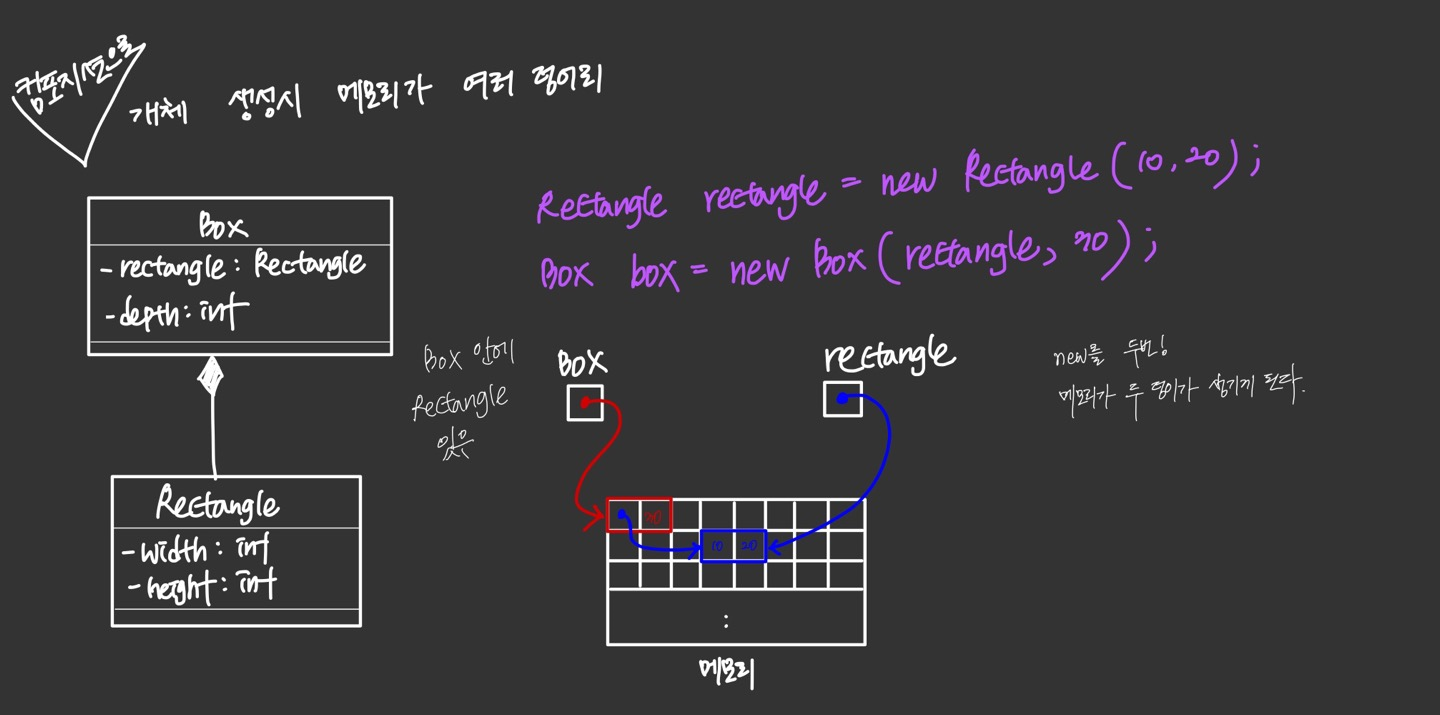 컴포지션으로
개체 생성시 메모리가 여러 덩어리
Rectangle rectangle = new Rectangle (10, 20);
Box box = new Box (rectangle, 30);
Box
- rectangle : Rectangle
- depth : int
Box 안에
Rectangle
있음
Box
rectangle
new를 두번!
메모리가 두 덩이가 생기게 된다.
30
10 20
:
메모리
Rectangle
- width : int
- height : int